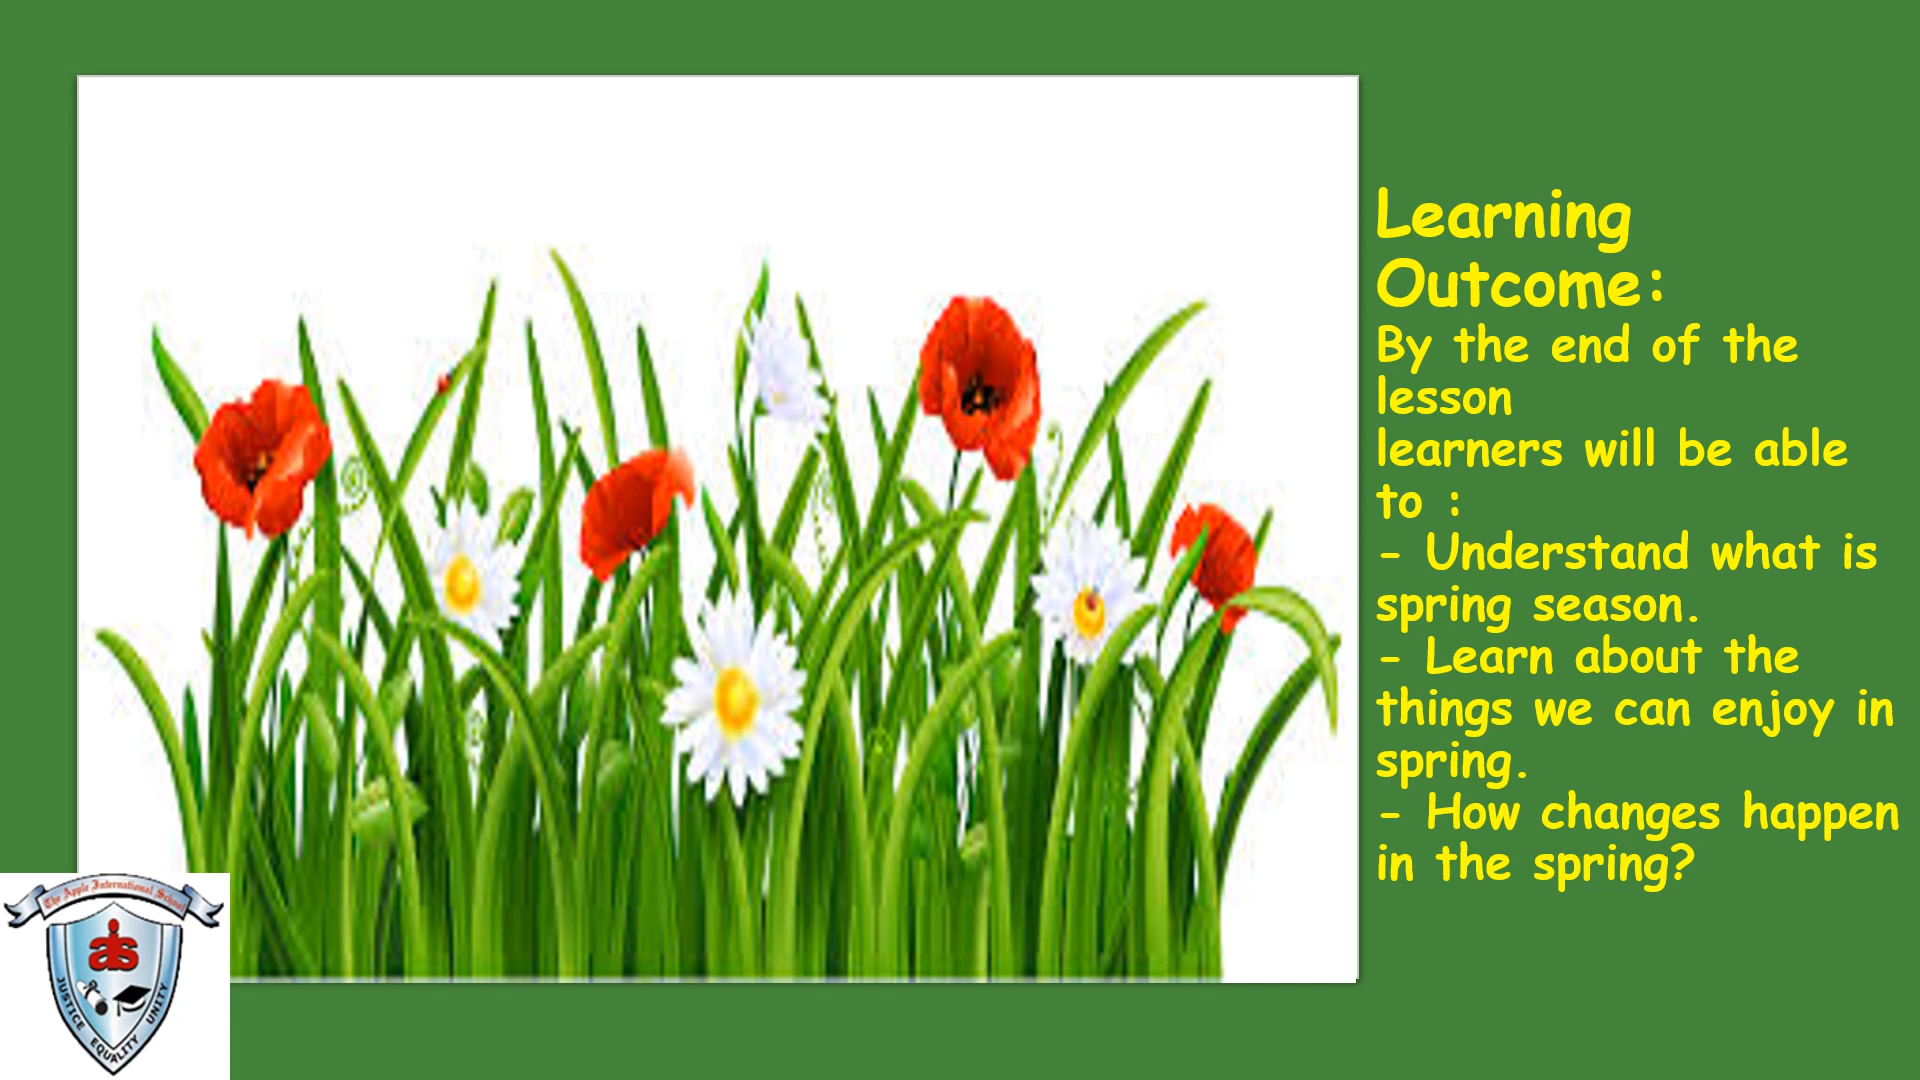 Learning
Outcome:
By the end of the
lesson
learners will be able
to :
- Understand what is
spring season.
- Learn about the
things we can enjoy in
spring.
- How changes happen
in the spring?
The Apple International School
ais
JUSTICE EQUALITY UNITY